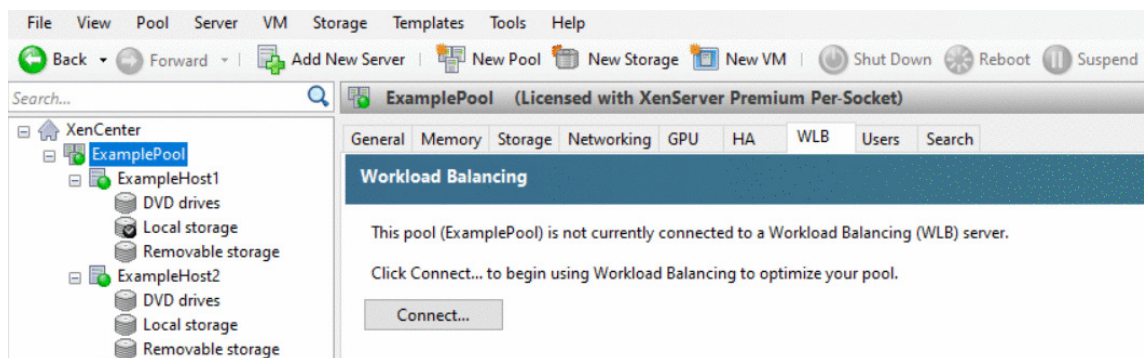 File View Pool Server VM Storage Templates Tools Help
Back Forward Add New Server New Pool New Storage New VM Shut Down Reboot Suspend
Search...
ExamplePool (Licensed with XenServer Premium Per-Socket)
XenCenter
ExamplePool
ExampleHost1
DVD drives
Local storage
Removable storage
ExampleHost2
DVD drives
Local storage
Removable storage
General Memory Storage Networking GPU HA WLB Users Search
Workload Balancing
This pool (ExamplePool) is not currently connected to a Workload Balancing (WLB) server.
Click Connect... to begin using Workload Balancing to optimize your pool.
Connect...